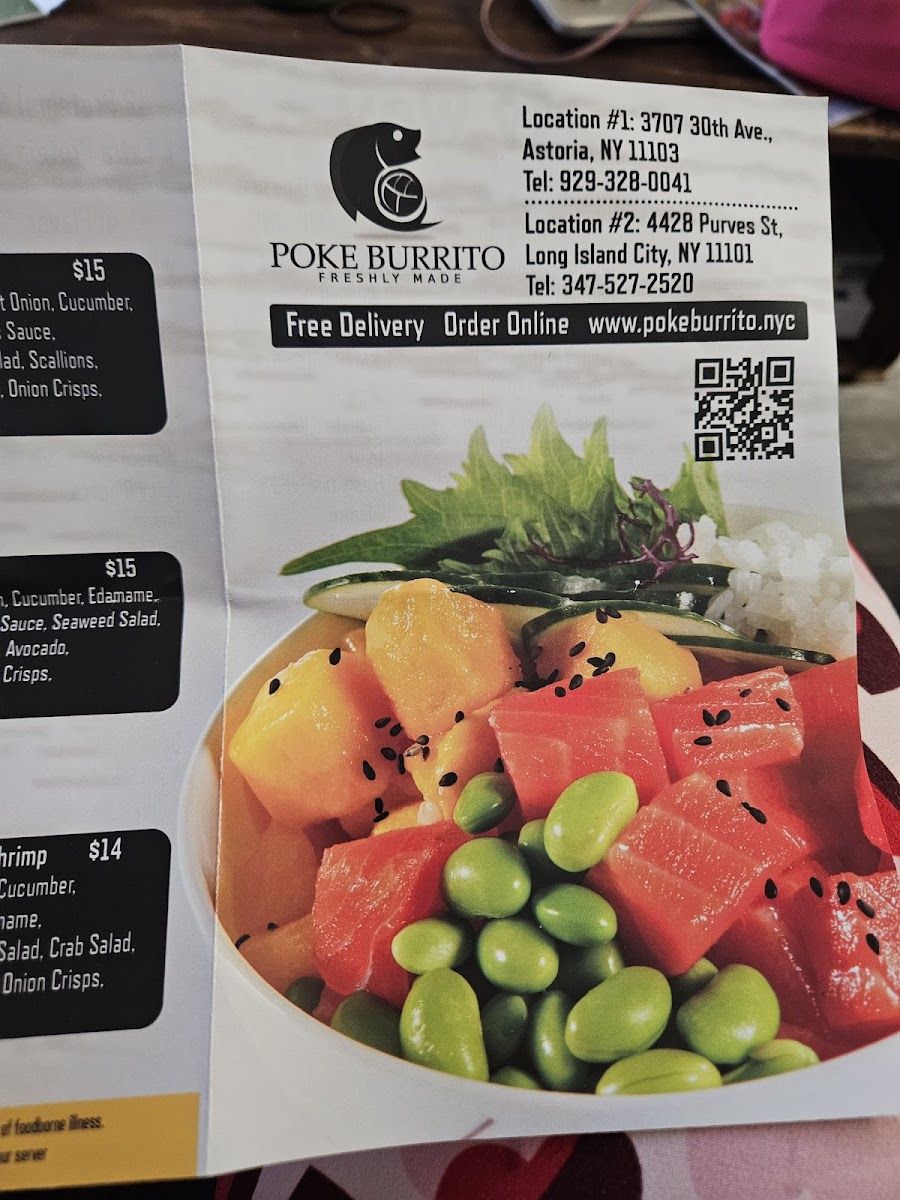 $15
t Onion, Cucumber,
Sauce,
lad, Scallions,
, Onion Crisps,
$15
, Cucumber, Edamame,
Sauce, Seaweed Salad,
Avocado,
Crisps,
hrimp $14
Cucumber,
name,
Salad, Crab Salad,
Onion Crisps,
of foodborne illness.
ur server
POKE BURRITO
FRESHLY MADE
Location #1: 3707 30th Ave.,
Astoria, NY 11103
Tel: 929-328-0041
Location #2: 4428 Purves St,
Long Island City, NY 11101
Tel: 347-527-2520
Free Delivery Order Online www.pokeburrito.nyc